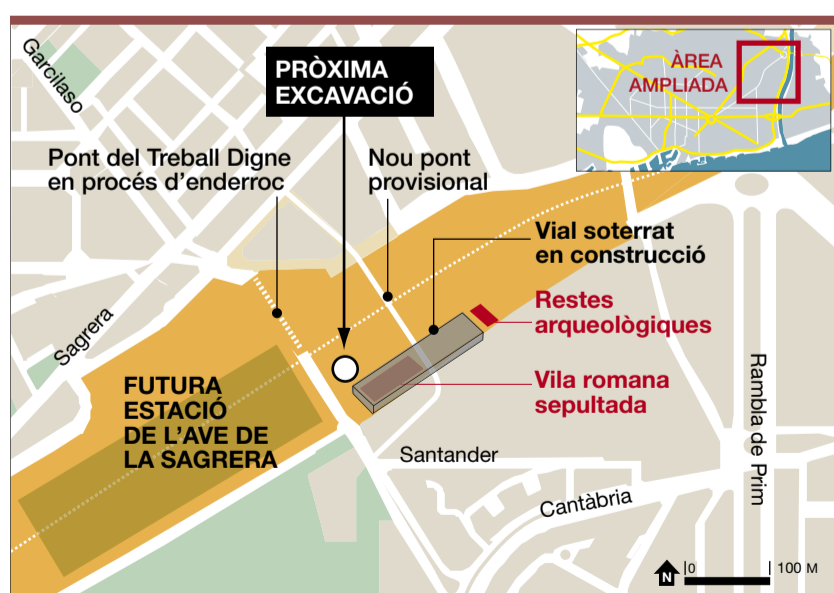 Garcilaso
PRÒXIMA
EXCAVACIÓ
ÀREA
AMPLIADA
Pont del Treball Digne
en procés d'enderroc
Nou pont
provisional
Vial soterrat
en construcció
Restes
arqueològiques
Sagrera
Vila romana
sepultada
FUTURA
ESTACIÓ
DE L'AVE DE
LA SAGRERA
Rambla de Prim
Santander
Cantàbria
N
0
100 M